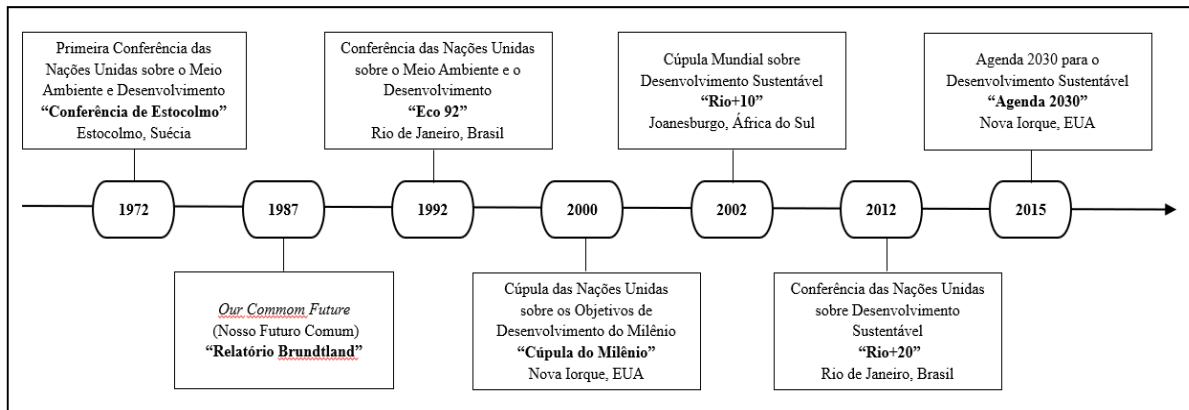 Primeira Conferência das
Nações Unidas sobre o Meio
Ambiente e Desenvolvimento
“Conferência de Estocolmo”
Estocolmo, Suécia
Conferência das Nações Unidas
sobre o Meio Ambiente e o
Desenvolvimento
“Eco 92”
Rio de Janeiro, Brasil
Cúpula Mundial sobre
Desenvolvimento Sustentável
“Rio+10”
Joanesburgo, África do Sul
Agenda 2030 para o
Desenvolvimento Sustentável
“Agenda 2030”
Nova Iorque, EUA
1972
1987
1992
2000
2002
2012
2015
Our Commom Future
(Nosso Futuro Comum)
“Relatório Brundtland”
Cúpula das Nações Unidas
sobre os Objetivos de
Desenvolvimento do Milênio
“Cúpula do Milênio”
Nova Iorque, EUA
Conferência das Nações Unidas
sobre Desenvolvimento
Sustentável
“Rio+20”
Rio de Janeiro, Brasil